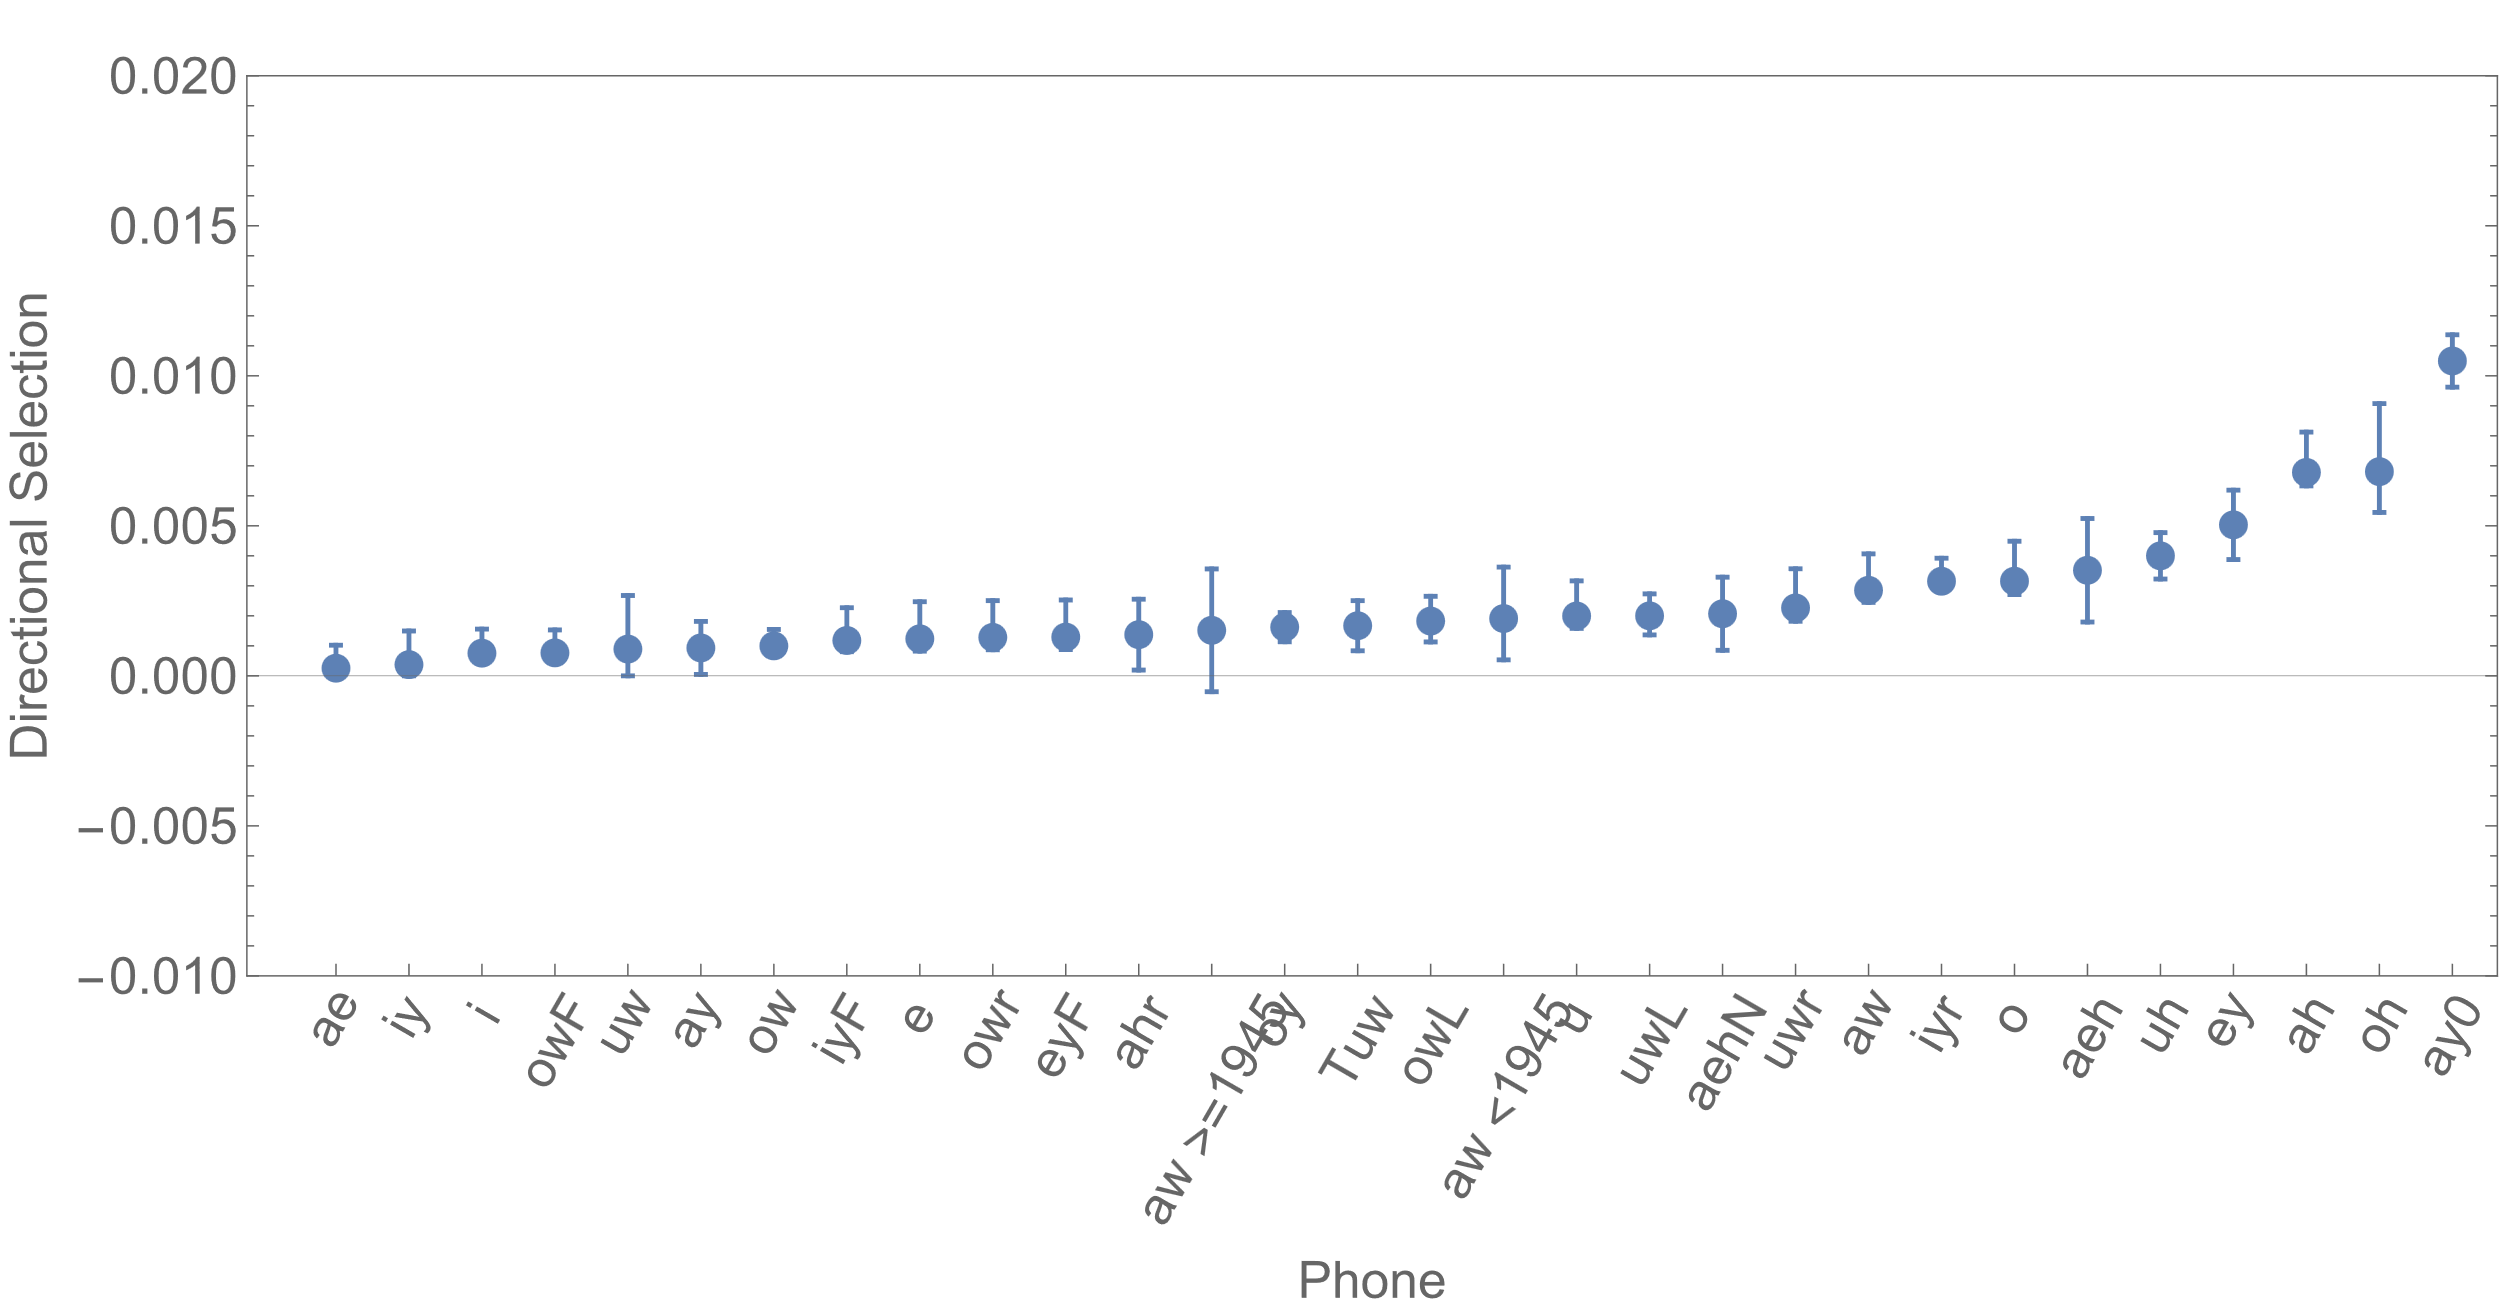 0.020
0.015
0.010
0.005
0.000
−0.005
−0.010
Directional Selection
ae
iy
i
owF
uw
ay
ow
iyF
e
owr
eyF
ahr
aw >=1945
oy
Tuw
owL
aw <1945
u
uwL
aehN
uwr
aw
iyr
o
aeh
uh
ey
ah
oh
ay0
Phone